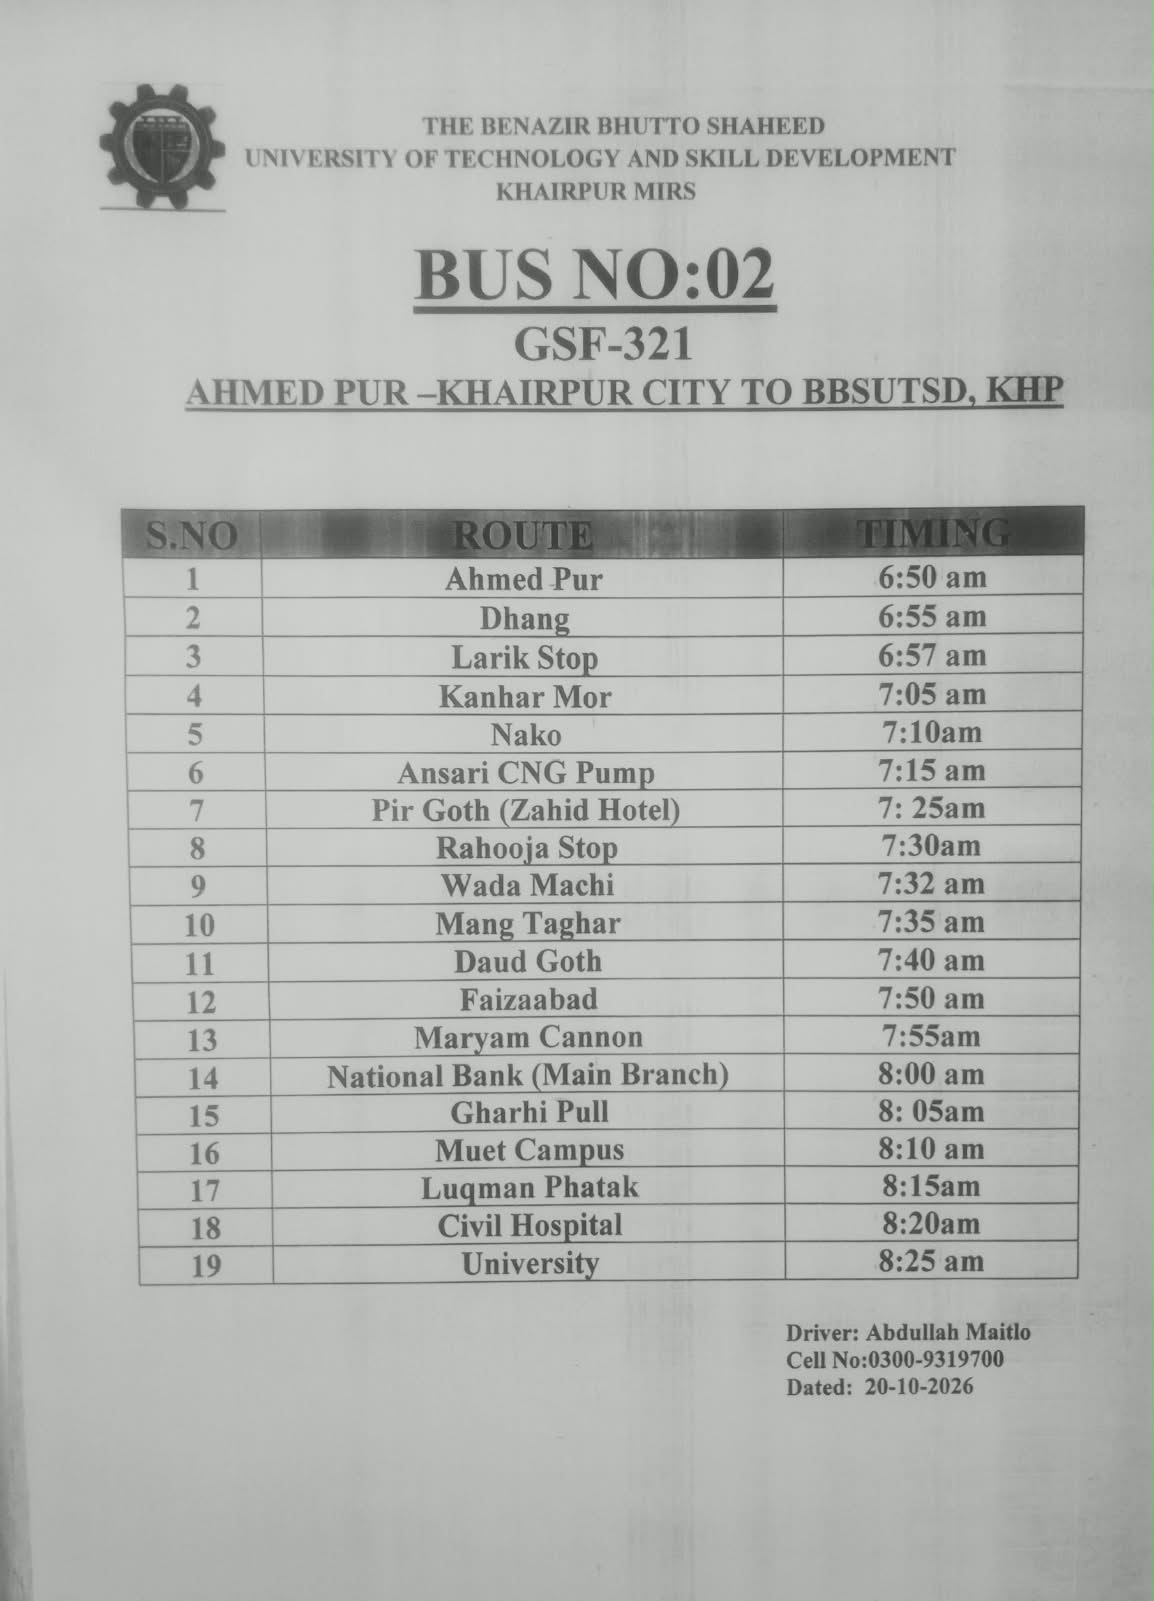 THE BENAZIR BHUTTO SHAHEED
UNIVERSITY OF TECHNOLOGY AND SKILL DEVELOPMENT
KHAIRPUR MIRS
BUS NO:02
GSF-321
AHMED PUR –KHAIRPUR CITY TO BBSUTSD, KHP
S.NO ROUTE TIMING
1 Ahmed Pur 6:50 am
2 Dhang 6:55 am
3 Larik Stop 6:57 am
4 Kanhar Mor 7:05 am
5 Nako 7:10am
6 Ansari CNG Pump 7:15 am
7 Pir Goth (Zahid Hotel) 7: 25am
8 Rahooja Stop 7:30am
9 Wada Machi 7:32 am
10 Mang Taghar 7:35 am
11 Daud Goth 7:40 am
12 Faizaabad 7:50 am
13 Maryam Cannon 7:55am
14 National Bank (Main Branch) 8:00 am
15 Gharhi Pull 8: 05am
16 Muet Campus 8:10 am
17 Luqman Phatak 8:15am
18 Civil Hospital 8:20am
19 University 8:25 am
Driver: Abdullah Maitlo
Cell No:0300-9319700
Dated: 20-10-2026